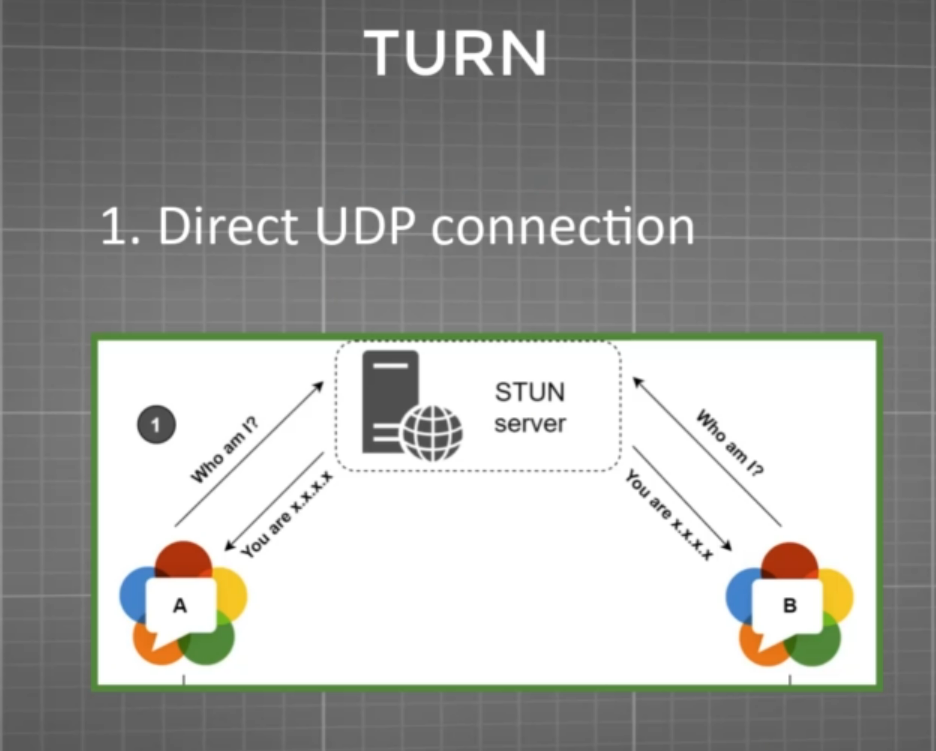 TURN
1. Direct UDP connection
STUN
server
1
Who am I?
You are x.x.x.x
Who am I?
You are x.x.x.x
A
B